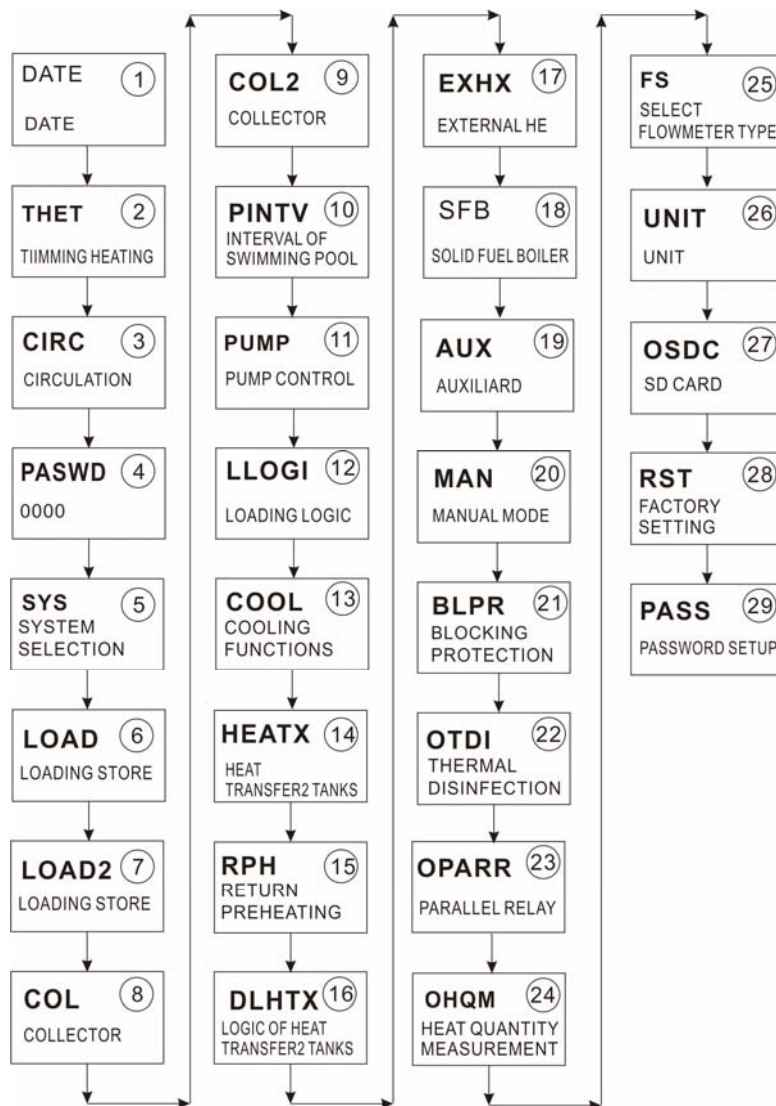 DATE 1
DATE
THET 2
TIIMMING HEATING
CIRC 3
CIRCULATION
PASWD 4
0000
SYS 5
SYSTEM
SELECTION
LOAD 6
LOADING STORE
LOAD2 7
LOADING STORE
COL 8
COLLECTOR
COL2 9
COLLECTOR
PINTV 10
INTERVAL OF
SWIMMING POOL
PUMP 11
PUMP CONTROL
LLOGI 12
LOADING LOGIC
COOL 13
COOLING
FUNCTIONS
HEATX 14
HEAT
TRANSFER2 TANKS
RPH 15
RETURN
PREHEATING
DLHTX 16
LOGIC OF HEAT
TRANSFER2 TANKS
EXHX 17
EXTERNAL HE
SFB 18
SOLID FUEL BOILER
AUX 19
AUXILIARD
MAN 20
MANUAL MODE
BLPR 21
BLOCKING
PROTECTION
OTDI 22
THERMAL
DISINFECTION
OPARR 23
PARALLEL RELAY
OHQM 24
HEAT QUANTITY
MEASUREMENT
FS 25
SELECT
FLOWMETER TYPE
UNIT 26
UNIT
OSDC 27
SD CARD
RST 28
FACTORY
SETTING
PASS 29
PASSWORD SETUP